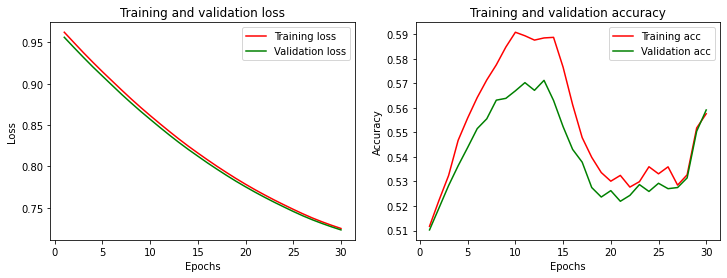 Training and validation loss
Training loss
Validation loss
0.95
0.90
0.85
0.80
0.75
Loss
0
5
10
15
20
25
30
Epochs
Training and validation accuracy
Training acc
Validation acc
0.59
0.58
0.57
0.56
0.55
0.54
0.53
0.52
0.51
Accuracy
0
5
10
15
20
25
30
Epochs